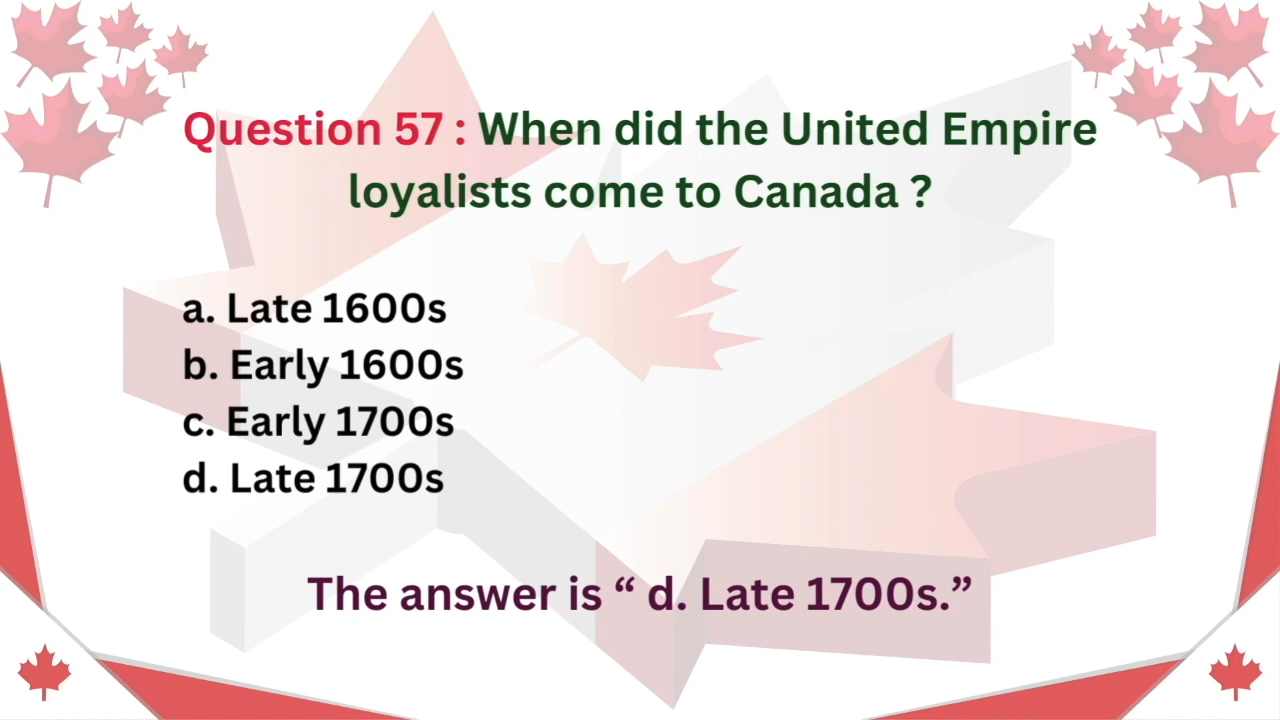 Question 57 : When did the United Empire
loyalists come to Canada ?
a. Late 1600s
b. Early 1600s
c. Early 1700s
d. Late 1700s
The answer is “ d. Late 1700s.”